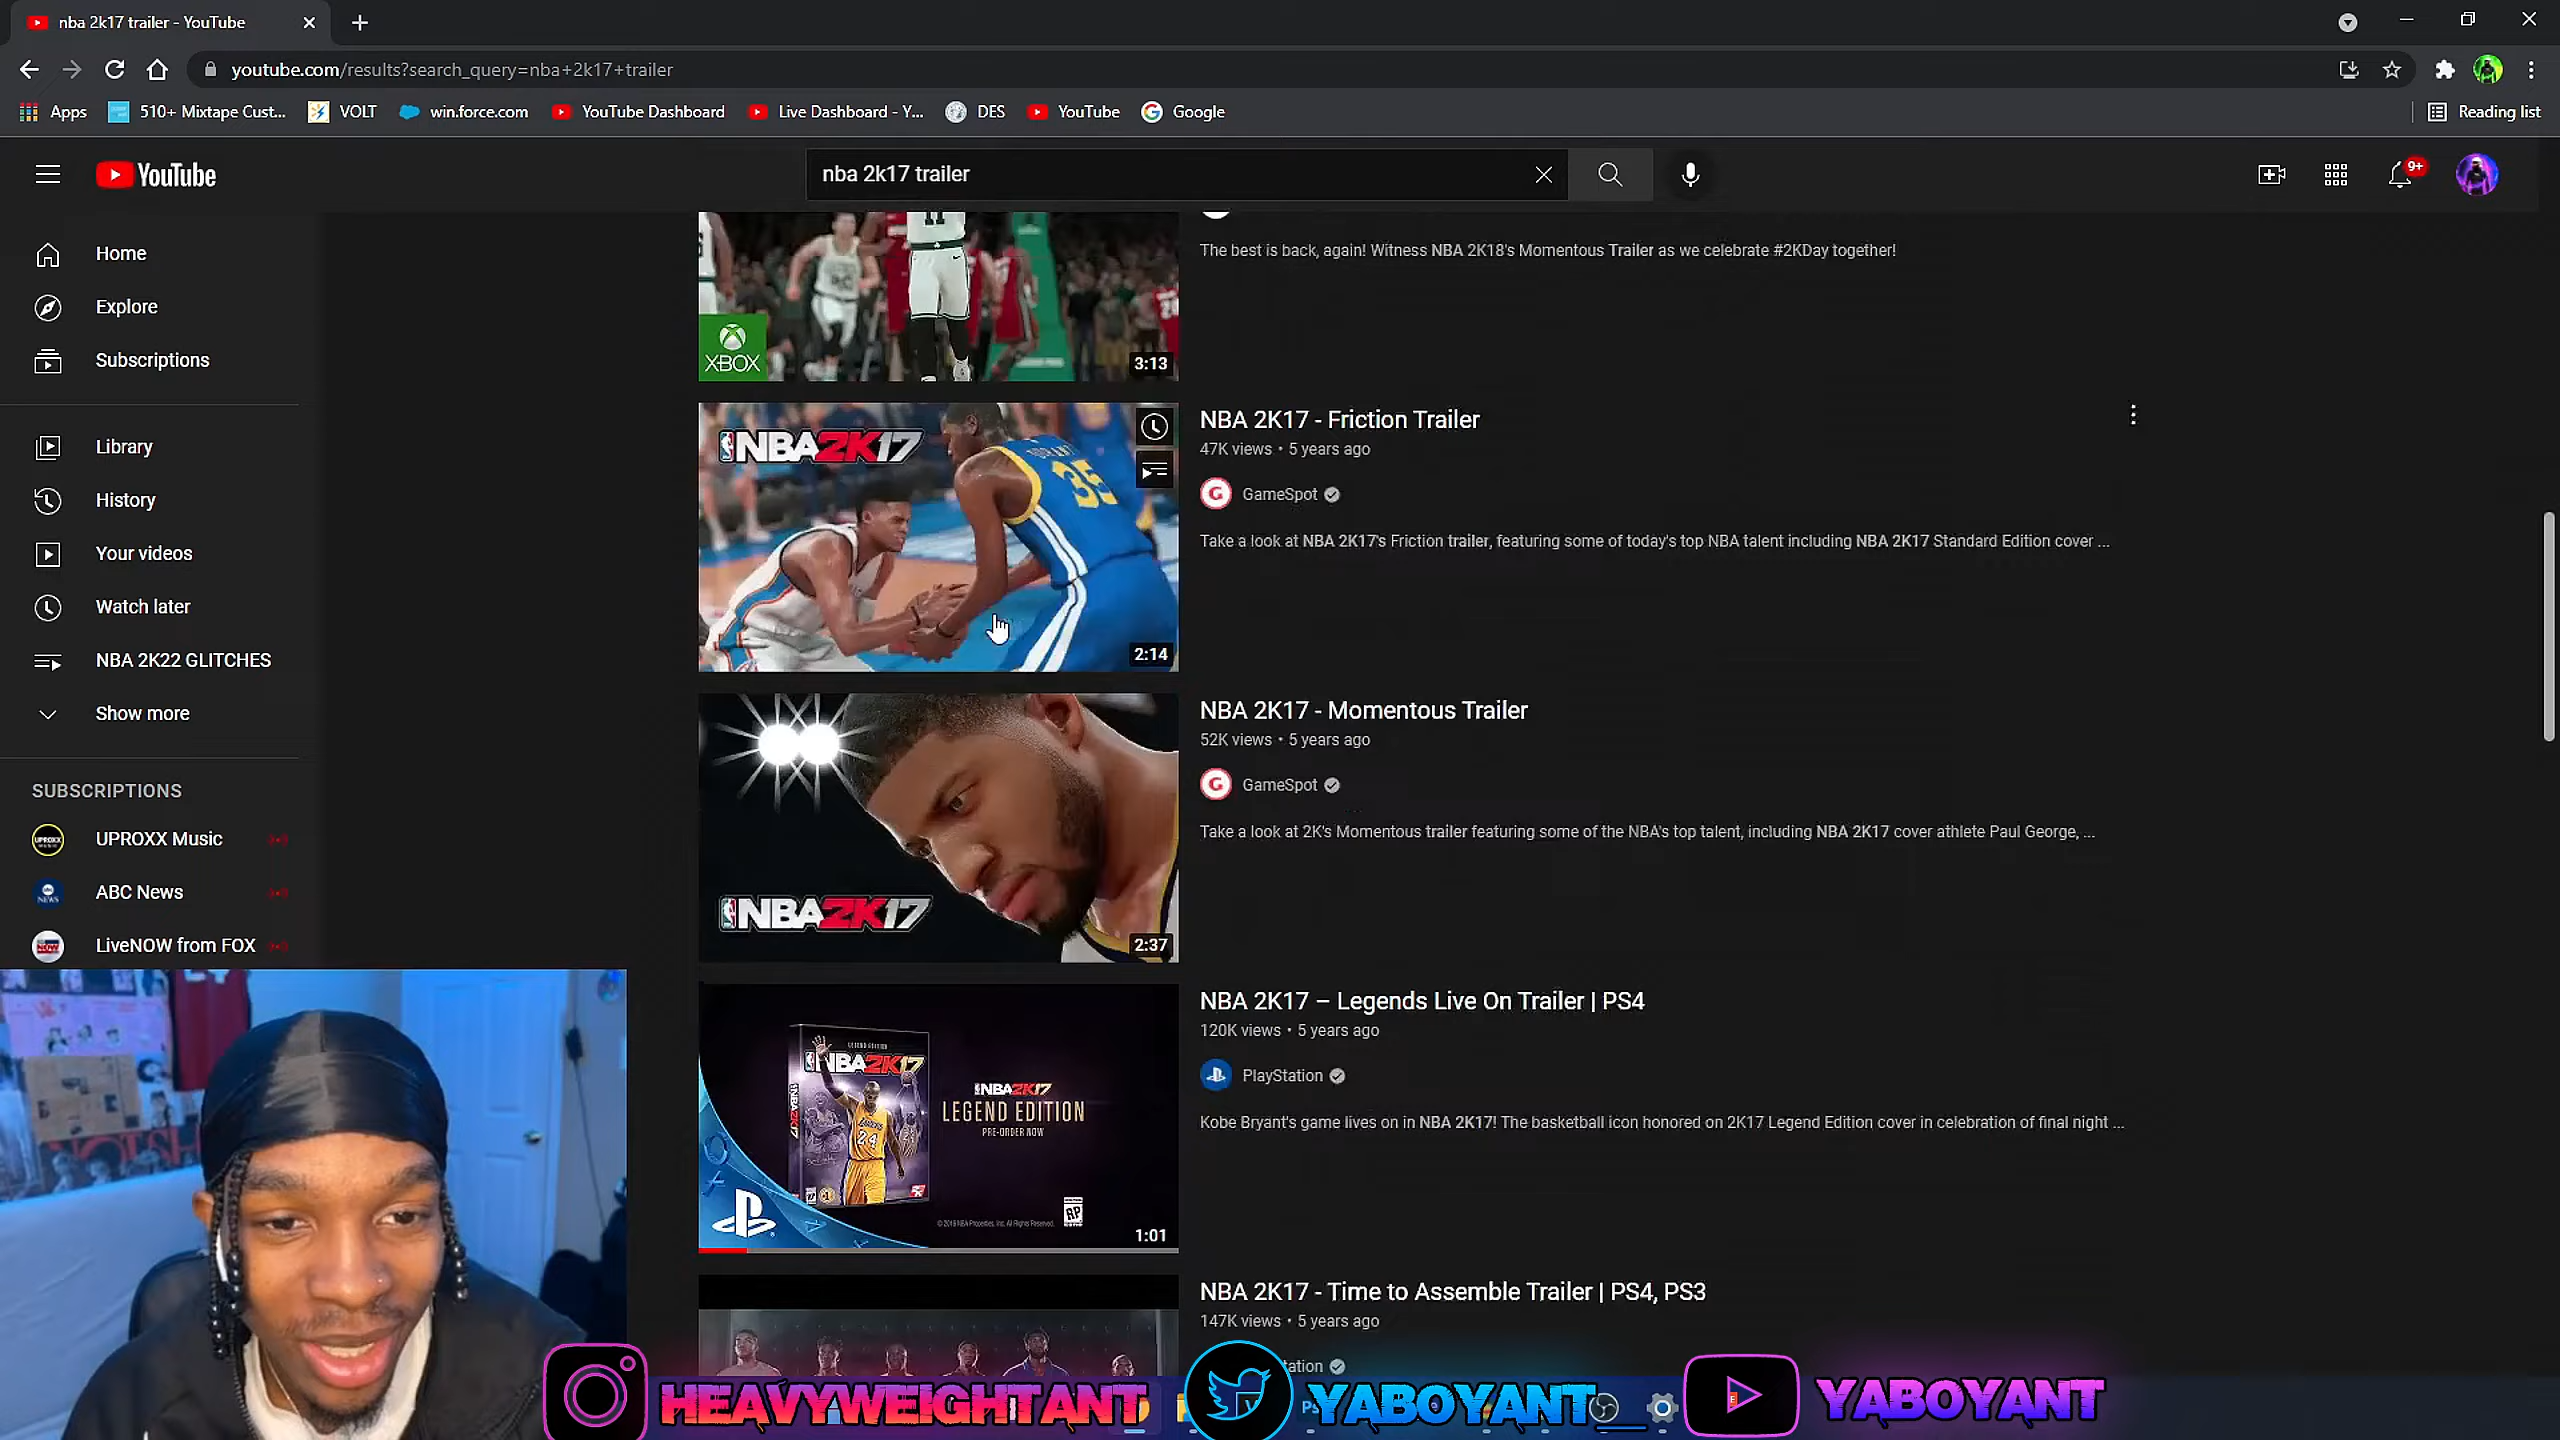 nba 2k17 trailer - YouTube
youtube.com/results?search_query=nba+2k17+trailer
Apps
510+ Mixtape Cust...
VOLT
win.force.com
YouTube Dashboard
Live Dashboard - Y...
DES
YouTube
Google
Reading list
YouTube
nba 2k17 trailer
9+
Home
Explore
Subscriptions
Library
History
Your videos
Watch later
NBA 2K22 GLITCHES
Show more
SUBSCRIPTIONS
UPROXX Music
ABC News
LiveNOW from FOX
11
XBOX
3:13
The best is back, again! Witness NBA 2K18's Momentous Trailer as we celebrate #2KDay together!
NBA2K17
DURANT
35
2:14
NBA 2K17 - Friction Trailer
47K views • 5 years ago
GameSpot
Take a look at NBA 2K17's Friction trailer, featuring some of today's top NBA talent including NBA 2K17 Standard Edition cover ...
NBA2K17
2:37
NBA 2K17 - Momentous Trailer
52K views • 5 years ago
GameSpot
Take a look at 2K's Momentous trailer featuring some of the NBA's top talent, including NBA 2K17 cover athlete Paul George, ...
LEGEND EDITION
NBA2K17
24
NBA2K17
LEGEND EDITION
PRE-ORDER NOW
RP
1:01
NBA 2K17 – Legends Live On Trailer | PS4
120K views • 5 years ago
PlayStation
Kobe Bryant's game lives on in NBA 2K17! The basketball icon honored on 2K17 Legend Edition cover in celebration of final night ...
NBA 2K17 - Time to Assemble Trailer | PS4, PS3
147K views • 5 years ago
tation
HEAVYWEIGHTANT
YABOYANT__
YABOYANT